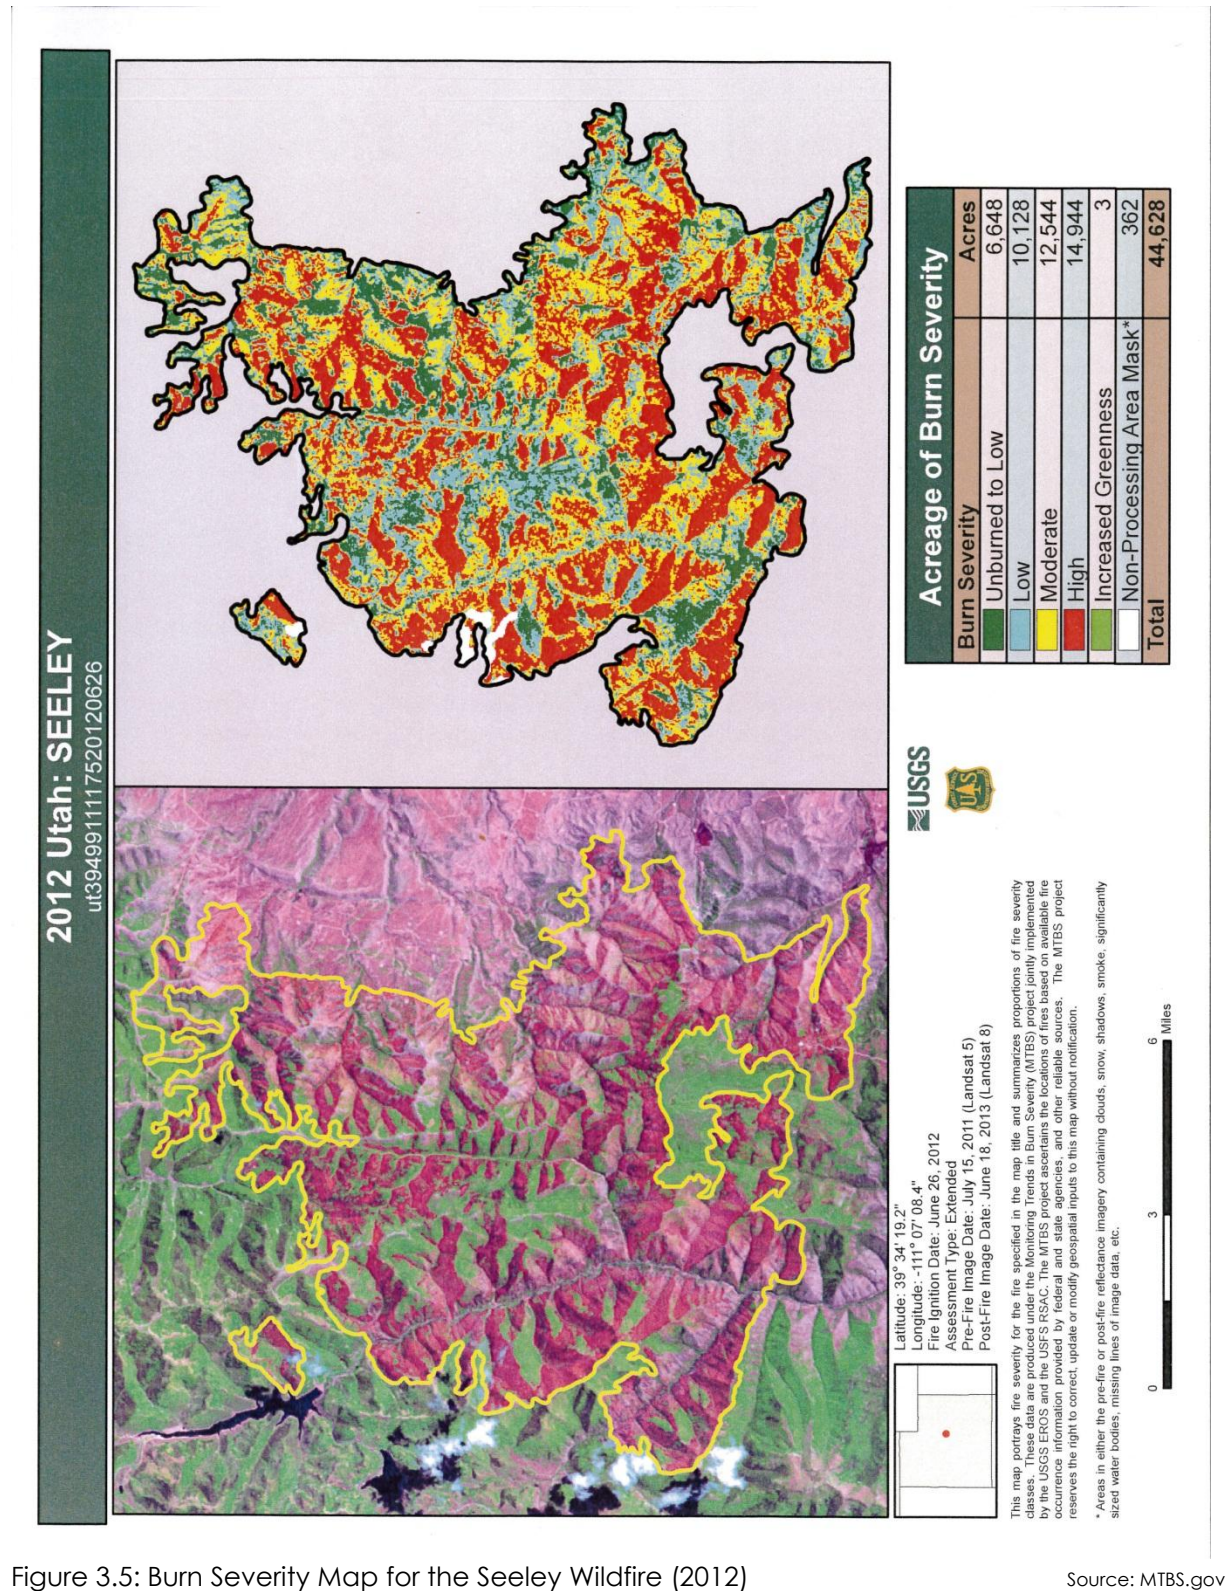 2012 Utah: SEELEY
ut3949911111752​0120626
Latitude: 39° 34' 19.2"
Longitude: -111° 07' 08.4"
Fire Ignition Date: June 26, 2012
Assessment Type: Extended
Pre-Fire Image Date: July 15, 2011 (Landsat 5)
Post-Fire Image Date: June 18, 2013 (Landsat 8)
This map portrays fire severity for the fire specified in the map title and summarizes proportions of fire severity
classes. These data are produced under the Monitoring Trends in Burn Severity (MTBS) project jointly implemented
by the USGS EROS and the USFS RSAC. The MTBS project ascertains the locations of fires based on available fire
occurrence information provided by federal and state agencies, and other reliable sources. The MTBS project
reserves the right to correct, update or modify geospatial inputs to this map without notification.
* Areas in either the pre-fire or post-fire reflectance imagery containing clouds, snow, shadows, smoke, significantly
sized water bodies, missing lines of image data, etc.
0 3 6 Miles
USGS
UAS
Acreage of Burn Severity
Burn Severity Acres
Unburned to Low 6,648
Low 10,128
Moderate 12,544
High 14,944
Increased Greenness 3
Non-Processing Area Mask* 362
Total 44,628
Figure 3.5: Burn Severity Map for the Seeley Wildfire (2012)
Source: MTBS.gov